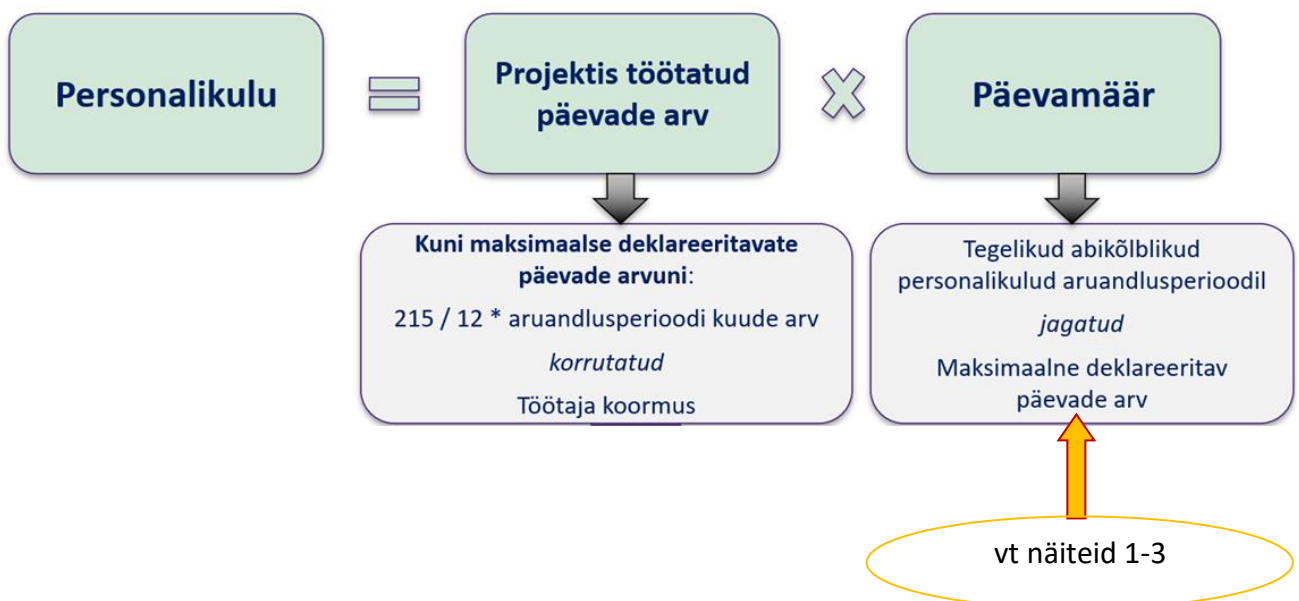 Personalikulu
=
Projektis töötatud
päevade arv
X
Päevamäär
Kuni maksimaalse deklareeritavate
päevade arvuni:
215 / 12 * aruandlusperioodi kuude arv
korrutatud
Töötaja koormus
Tegelikud abikõlblikud
personalikulud aruandlusperioodil
jagatud
Maksimaalne deklareeritav
päevade arv
vt näiteid 1-3